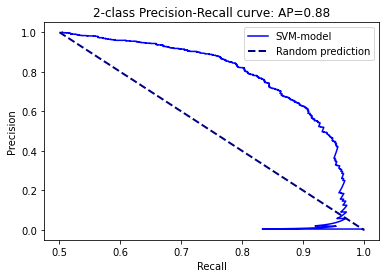 2-class Precision-Recall curve: AP=0.88
SVM-model
Random prediction
Precision
1.0
0.8
0.6
0.4
0.2
0.0
0.5 0.6 0.7 0.8 0.9 1.0
Recall